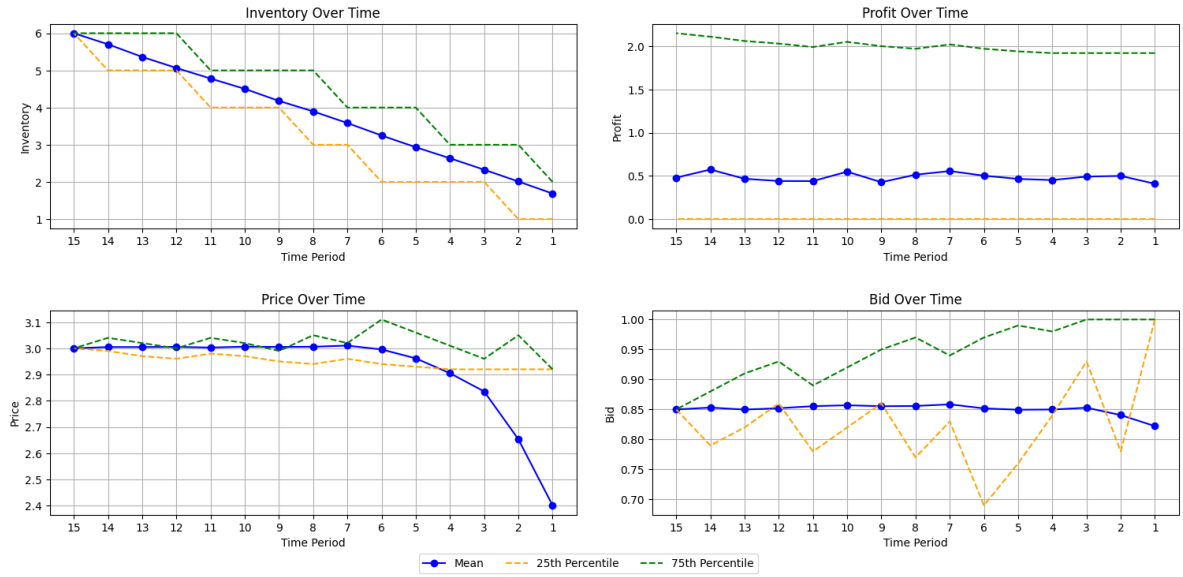 Inventory Over Time
6
5
4
3
2
1
Inventory
15 14 13 12 11 10 9 8 7 6 5 4 3 2 1
Time Period
Profit Over Time
2.0
1.5
1.0
0.5
0.0
Profit
15 14 13 12 11 10 9 8 7 6 5 4 3 2 1
Time Period
Price Over Time
3.1
3.0
2.9
2.8
2.7
2.6
2.5
2.4
Price
15 14 13 12 11 10 9 8 7 6 5 4 3 2 1
Time Period
Bid Over Time
1.00
0.95
0.90
0.85
0.80
0.75
0.70
Bid
15 14 13 12 11 10 9 8 7 6 5 4 3 2 1
Time Period
Mean 25th Percentile 75th Percentile